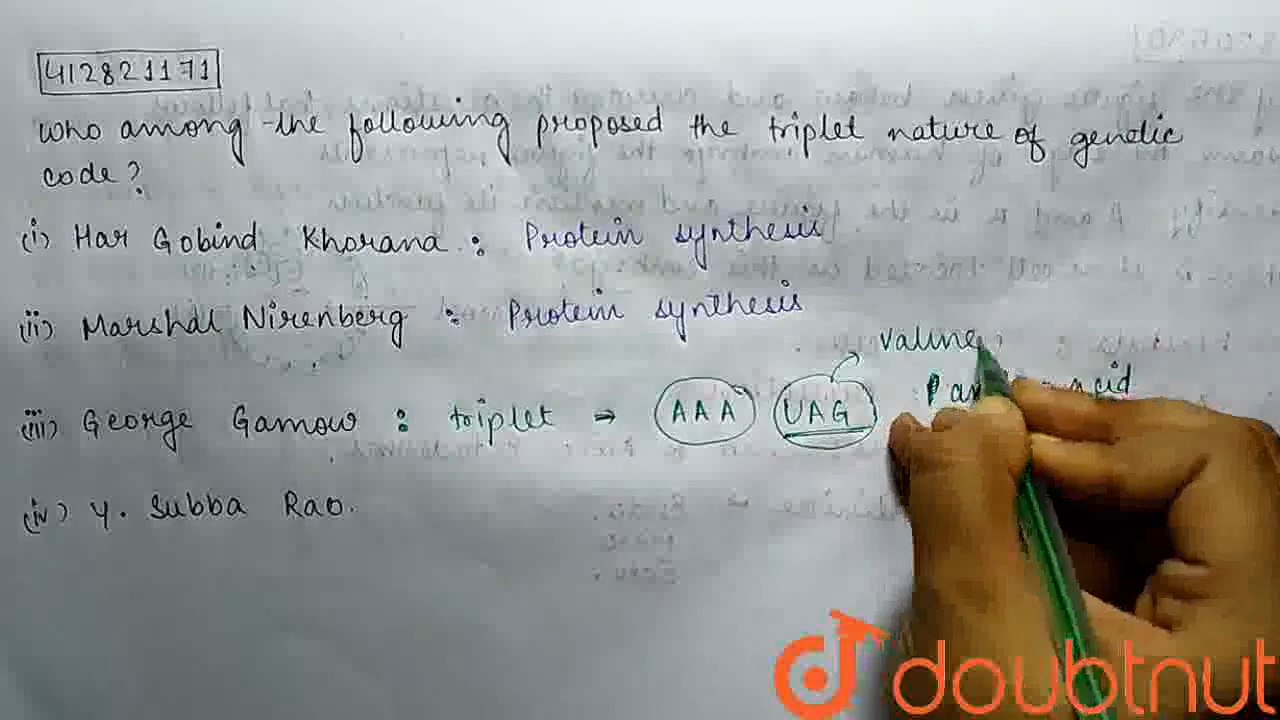 412821171
who among the following proposed the triplet nature of genetic
code?
(i) Har Gobind Khorana : Protein synthesis
(ii) Marshal Nirenberg : Protein synthesis
valine
(iii) George Gamow : triplet ⇒ AAA UAG
acid
(iv) Y. Subba Rao.
doubtnut